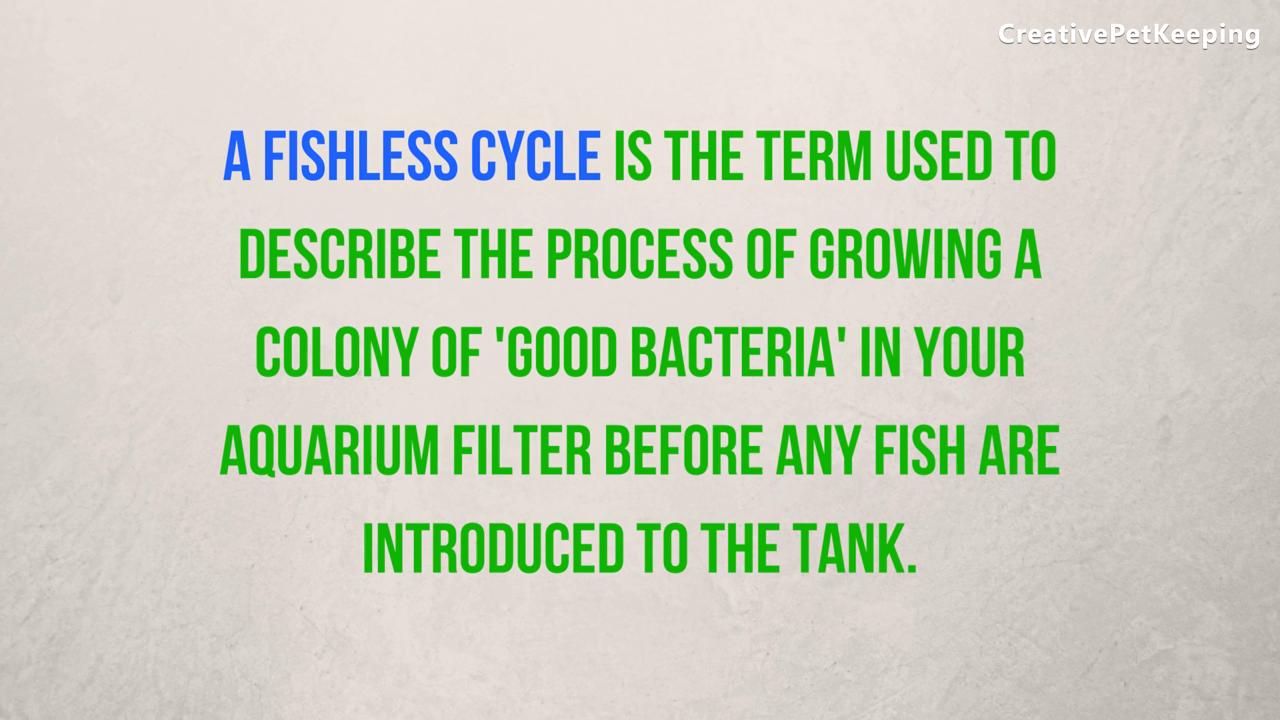 CreativePetKeeping
A FISHLESS CYCLE IS THE TERM USED TO
DESCRIBE THE PROCESS OF GROWING A
COLONY OF 'GOOD BACTERIA' IN YOUR
AQUARIUM FILTER BEFORE ANY FISH ARE
INTRODUCED TO THE TANK.